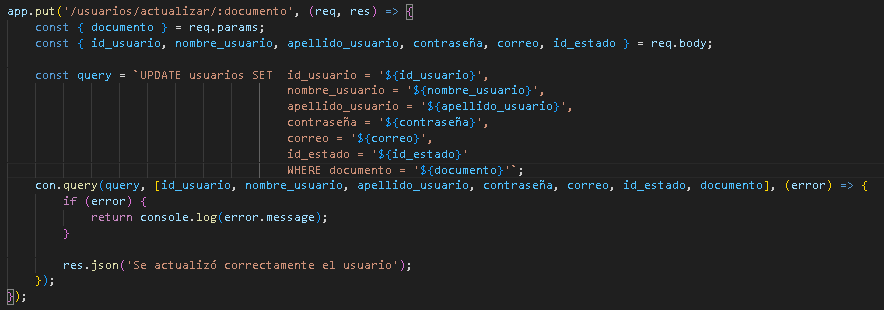 app.put('/usuarios/actualizar/:documento', (req, res) => {
    const { documento } = req.params;
    const { id_usuario, nombre_usuario, apellido_usuario, contraseña, correo, id_estado } = req.body;

    const query = `UPDATE usuarios SET  id_usuario = '${id_usuario}',
                                        nombre_usuario = '${nombre_usuario}',
                                        apellido_usuario = '${apellido_usuario}',
                                        contraseña = '${contraseña}',
                                        correo = '${correo}',
                                        id_estado = '${id_estado}'
                                        WHERE documento = '${documento}'`;
    con.query(query, [id_usuario, nombre_usuario, apellido_usuario, contraseña, correo, id_estado, documento], (error) => {
        if (error) {
            return console.log(error.message);
        }

        res.json('Se actualizó correctamente el usuario');
    });
});